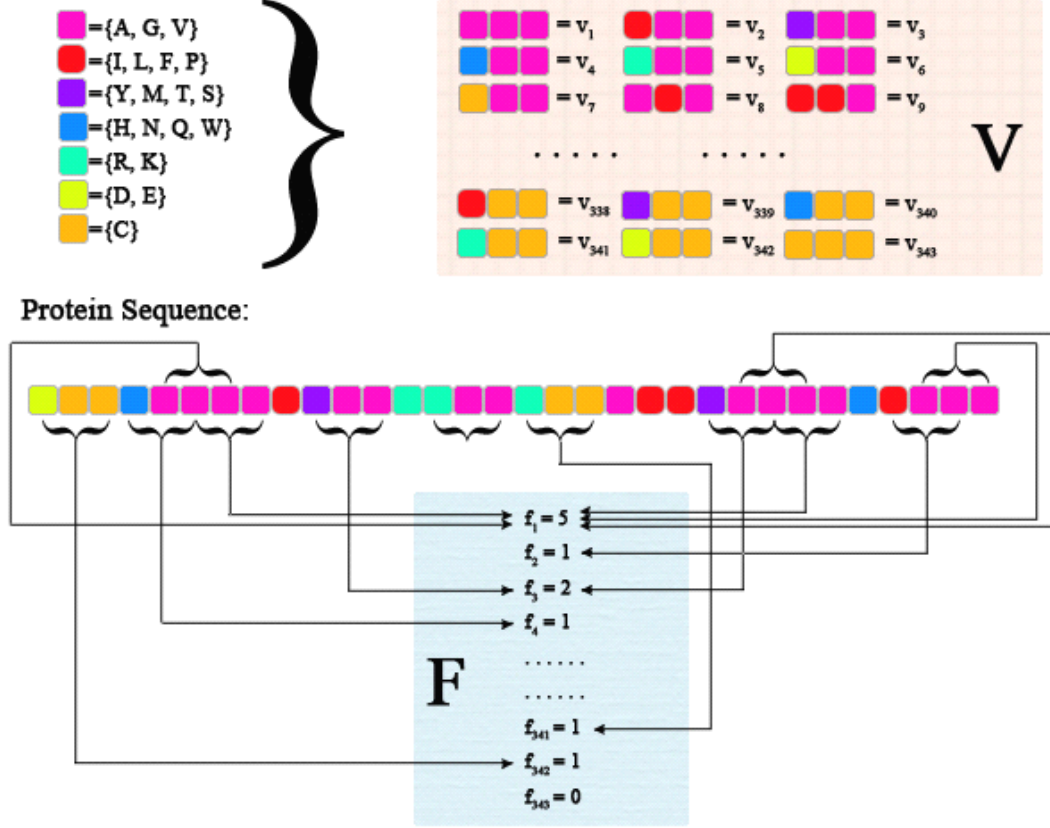 ={A, G, V}
={I, L, F, P}
={Y, M, T, S}
={H, N, Q, W}
={R, K}
={D, E}
={C}
= v₁ = v₂ = v₃
= v₄ = v₅ = v₆
= v₇ = v₈ = v₉
. . . . . . . . . . . .
= v₃₃₈ = v₃₃₉ = v₃₄₀
= v₃₄₁ = v₃₄₂ = v₃₄₃
V
Protein Sequence:
f₁ = 5
f₂ = 1
f₃ = 2
f₄ = 1
. . . . . .
. . . . . .
f₃₄₁ = 1
f₃₄₂ = 1
f₃₄₃ = 0
F